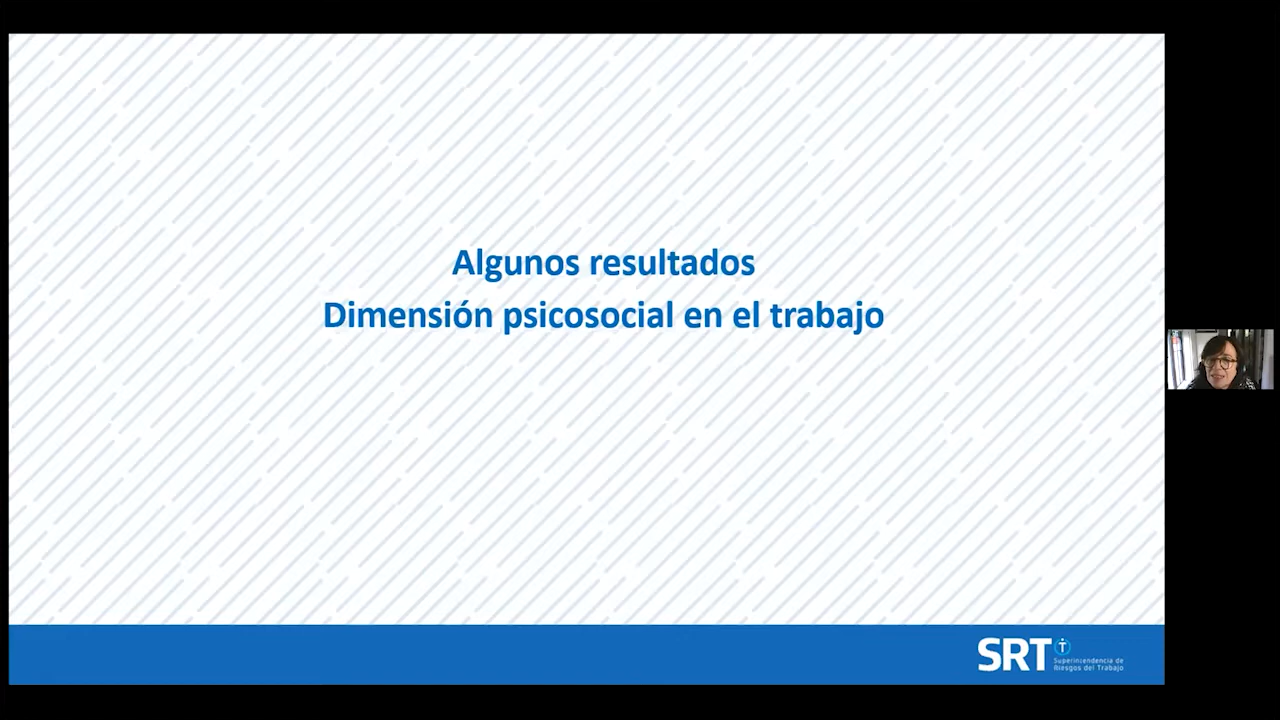 Algunos resultados
Dimensión psicosocial en el trabajo
SRT
Superintendencia de
Riesgos del Trabajo